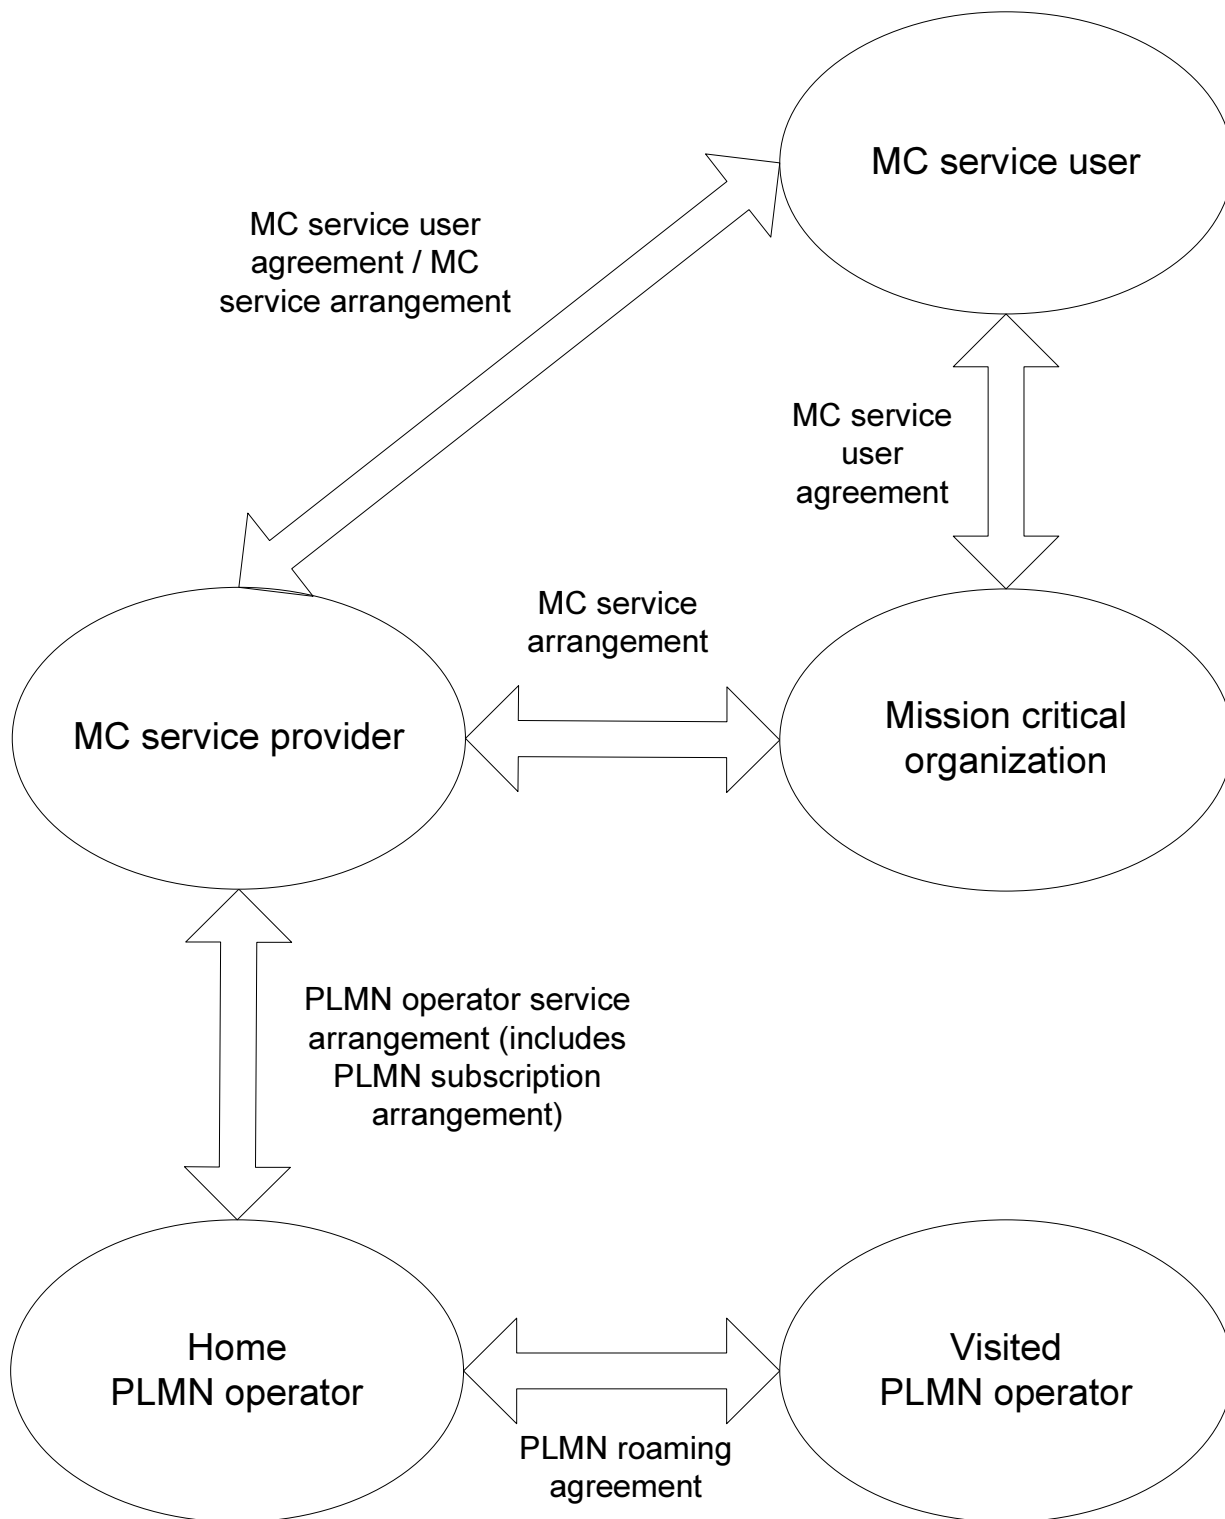 MC service user
MC service user
agreement / MC
service arrangement
MC service
user
agreement
MC service
arrangement
MC service provider
Mission critical
organization
PLMN operator service
arrangement (includes
PLMN subscription
arrangement)
Home
PLMN operator
Visited
PLMN operator
PLMN roaming
agreement